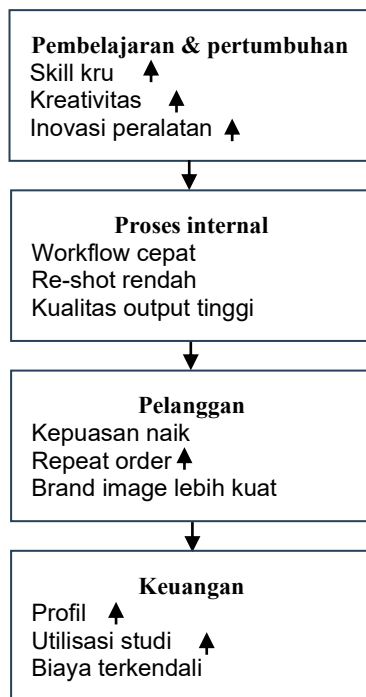 Pembelajaran & pertumbuhan
Skill kru
Kreativitas
Inovasi peralatan
Proses internal
Workflow cepat
Re-shot rendah
Kualitas output tinggi
Pelanggan
Kepuasan naik
Repeat order
Brand image lebih kuat
Keuangan
Profil
Utilisasi studi
Biaya terkendali